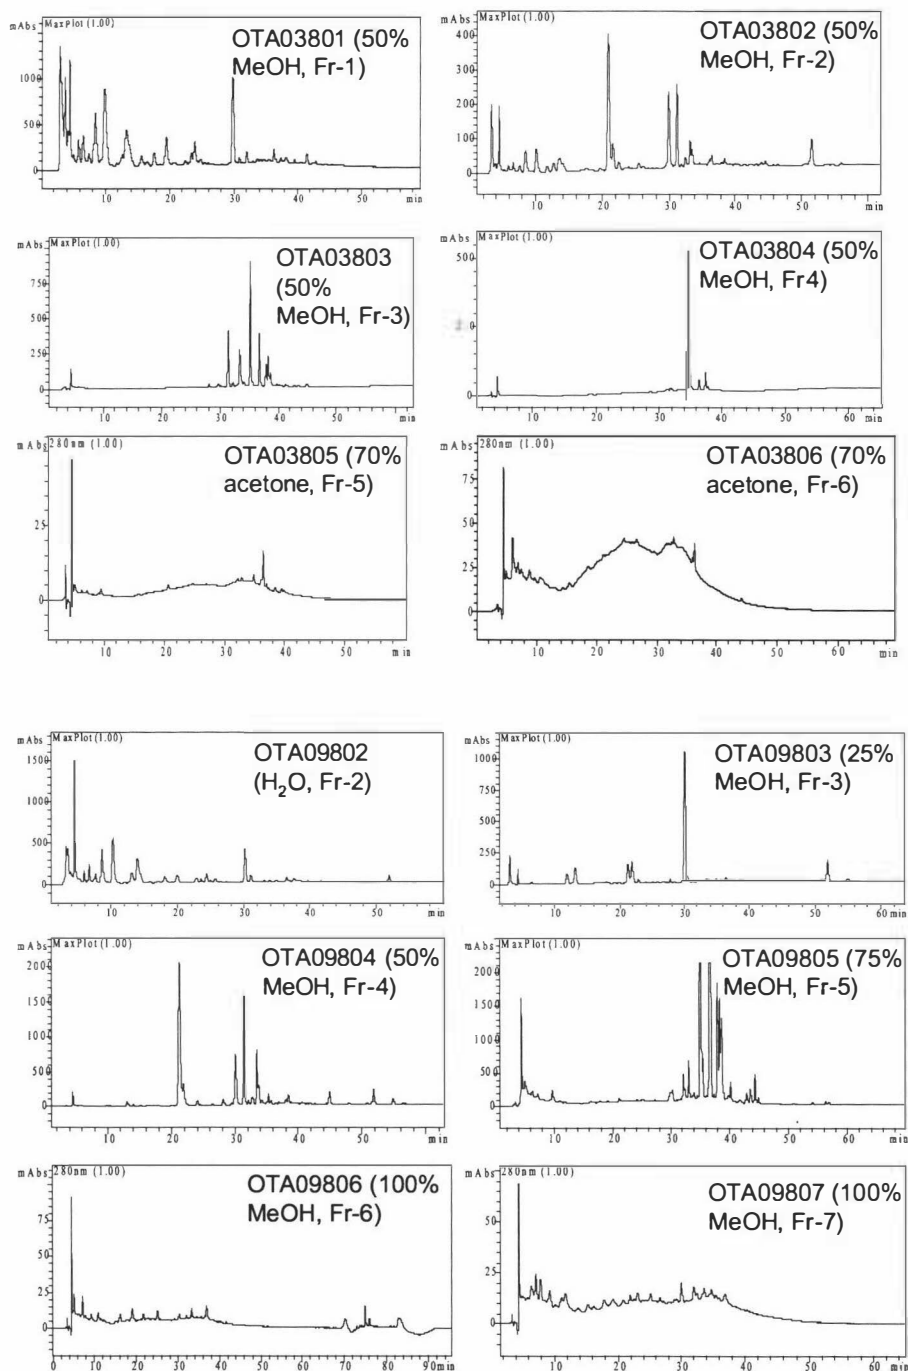 mAbs MaxPlot (1.00)
OTA03801 (50%
MeOH, Fr-1)
1000
500
0
10 20 30 40 50
min
mAbs MaxPlot (1.00)
OTA03802 (50%
MeOH, Fr-2)
400
300
200
100
0
10 20 30 40 50
min
mAbs MaxPlot (1.00)
OTA03803
(50%
MeOH, Fr-3)
750
500
250
0
10 20 30 40 50
min
mAbs MaxPlot (1.00)
OTA03804 (50%
MeOH, Fr4)
500
0
10 20 30 40 50 60 min
mAbs 280nm (1.00)
OTA03805 (70%
acetone, Fr-5)
25
0
10 20 30 40 50
min
mAbs 280nm (1.00)
OTA03806 (70%
acetone, Fr-6)
75
50
25
0
10 20 30 40 50 60 min
mAbs MaxPlot (1.00)
OTA09802
(H₂O, Fr-2)
1500
1000
500
0
10 20 30 40 50 min
mAbs MaxPlot (1.00)
OTA09803 (25%
MeOH, Fr-3)
1000
750
500
250
0
10 20 30 40 50 60 min
mAbs MaxPlot (1.00)
OTA09804 (50%
MeOH, Fr-4)
2000
1500
1000
500
0
10 20 30 40 50 60 min
mAbs MaxPlot (1.00)
OTA09805 (75%
MeOH, Fr-5)
2000
1500
1000
500
0
10 20 30 40 50 60 min
mAbs 280nm (1.00)
OTA09806 (100%
MeOH, Fr-6)
75
50
25
0
0 10 20 30 40 50 60 70 80 90min
mAbs 280nm (1.00)
OTA09807 (100%
MeOH, Fr-7)
50
25
0
10 20 30 40 50 60 min